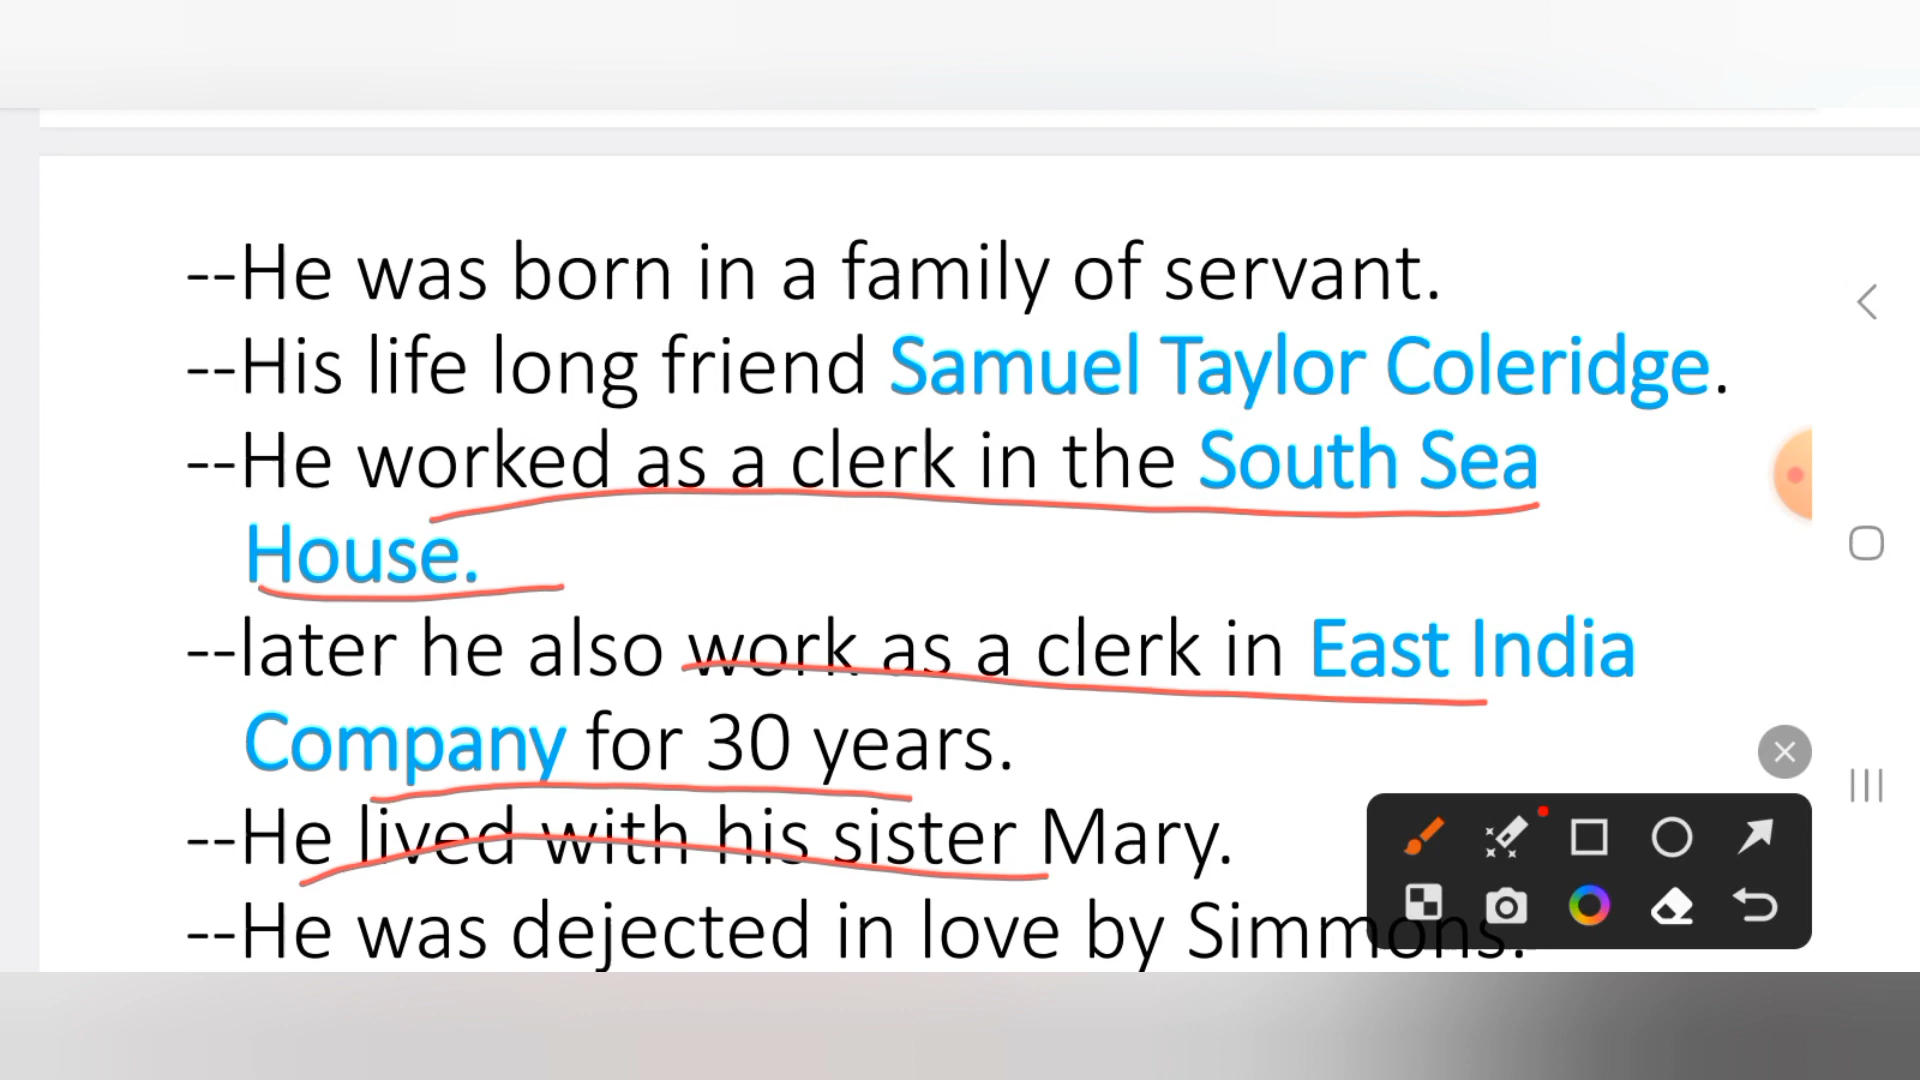 --He was born in a family of servant.
--His life long friend Samuel Taylor Coleridge.
--He worked as a clerk in the South Sea
House.
--later he also work as a clerk in East India
Company for 30 years.
--He lived with his sister Mary.
--He was dejected in love by Simmons.